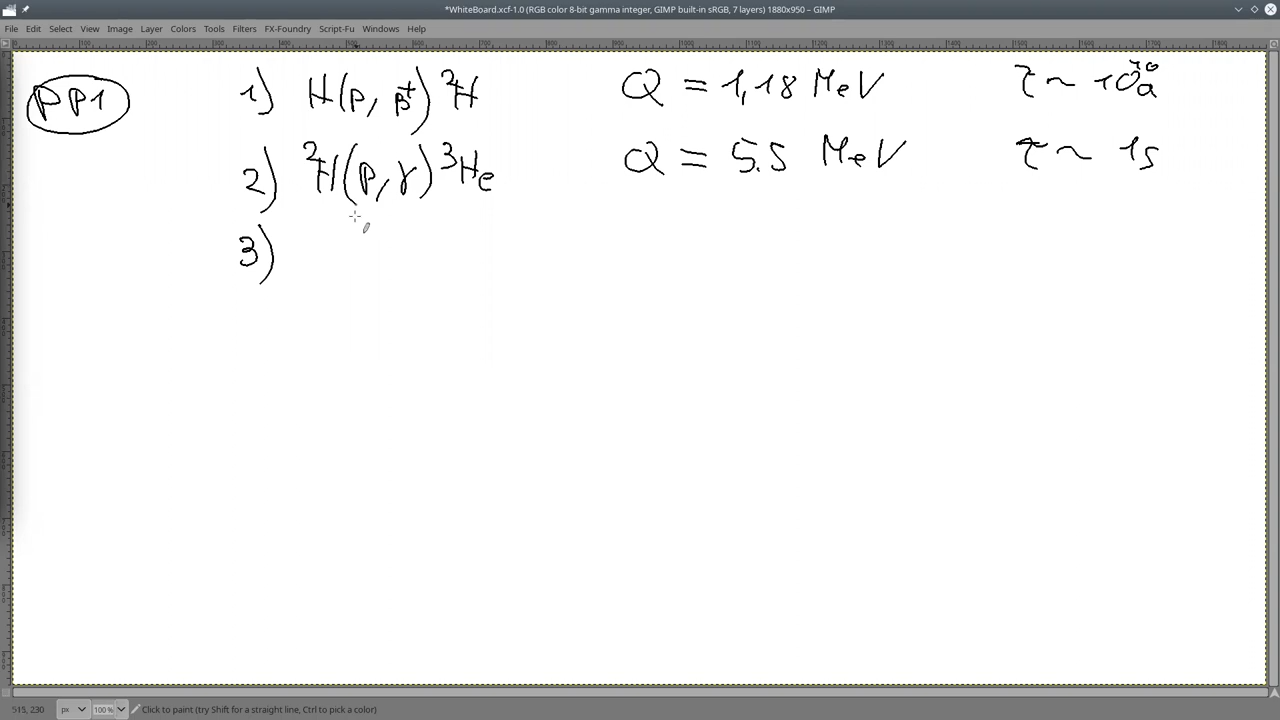 *WhiteBoard.xcf-1.0 (RGB color 8-bit gamma integer, GIMP built-in sRGB, 7 layers) 1880x950 – GIMP
File Edit Select View Image Layer Colors Tools Filters FX-Foundry Script-Fu Windows Help
pp1 1) H(p, β⁺) ²H Q = 1,18 MeV τ ~ 10¹⁰a
2) ²H(p, γ) ³He Q = 5.5 MeV τ ~ 1s
3)
515, 230 px 100 % Click to paint (try Shift for a straight line, Ctrl to pick a color)